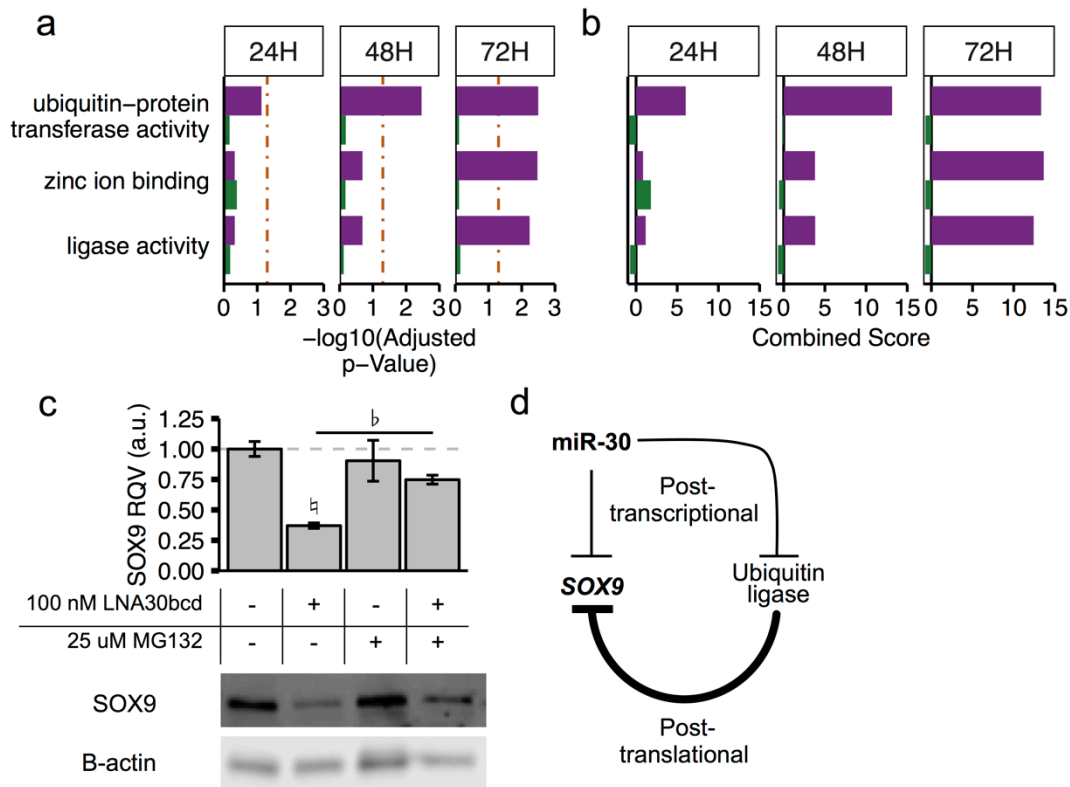 a
24H 48H 72H
ubiquitin−protein
transferase activity
zinc ion binding
ligase activity
0 1 2 3 0 1 2 3 0 1 2 3
−log10(Adjusted
p−Value)
b
24H 48H 72H
0 5 10 15 0 5 10 15 0 5 10 15
Combined Score
c
SOX9 RQV (a.u.)
1.25
1.00
0.75
0.50
0.25
0.00
♮
♭
100 nM LNA30bcd - + - +
25 uM MG132 - - + +
SOX9
B-actin
d
miR-30
Post-
transcriptional
SOX9
Ubiquitin
ligase
Post-
translational